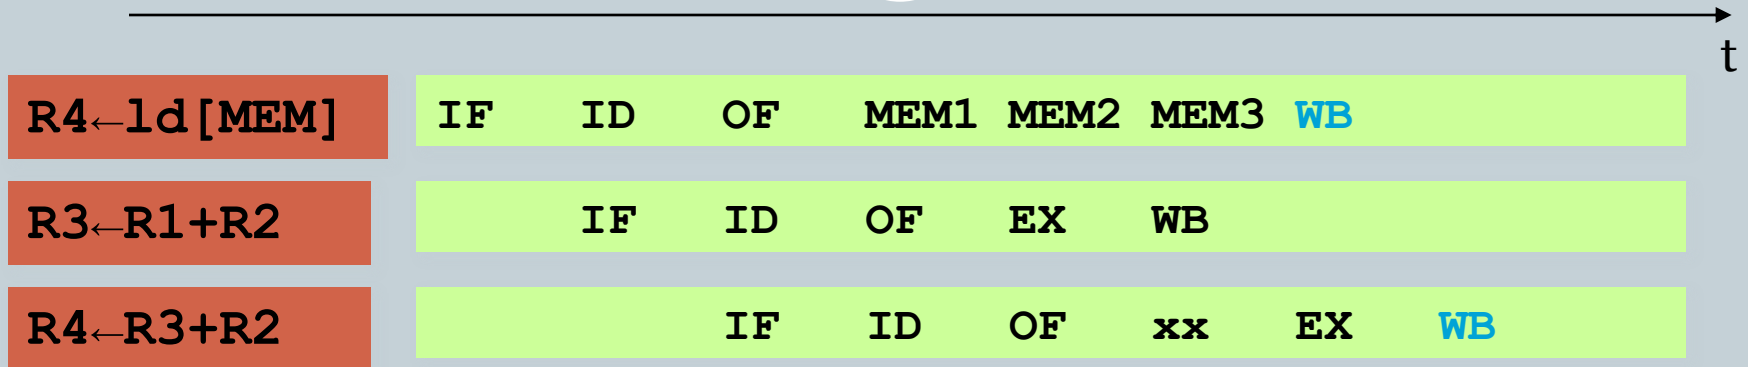 t
R4←ld[MEM] IF ID OF MEM1 MEM2 MEM3 WB
R3←R1+R2 IF ID OF EX WB
R4←R3+R2 IF ID OF xx EX WB